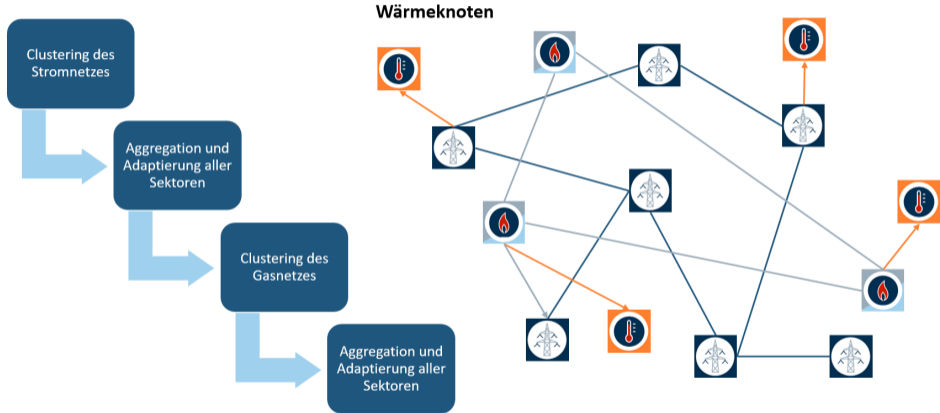 Wärmeknoten
Clustering des
Stromnetzes
Aggregation und
Adaptierung aller
Sektoren
Clustering des
Gasnetzes
Aggregation und
Adaptierung aller
Sektoren